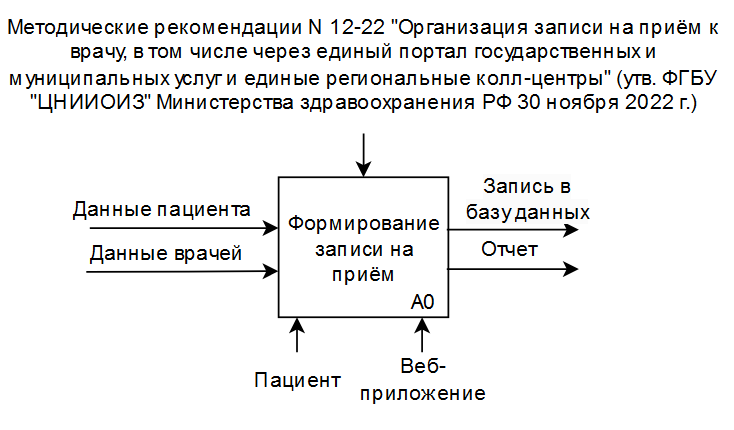 Методические рекомендации N 12-22 "Организация записи на приём к
врачу, в том числе через единый портал государственных и
муниципальных услуг и единые региональные колл-центры" (утв. ФГБУ
"ЦНИИОИЗ" Министерства здравоохранения РФ 30 ноября 2022 г.)
Данные пациента
Данные врачей
Формирование
записи на
приём
A0
Запись в
базу данных
Отчет
Пациент
Веб-
приложение